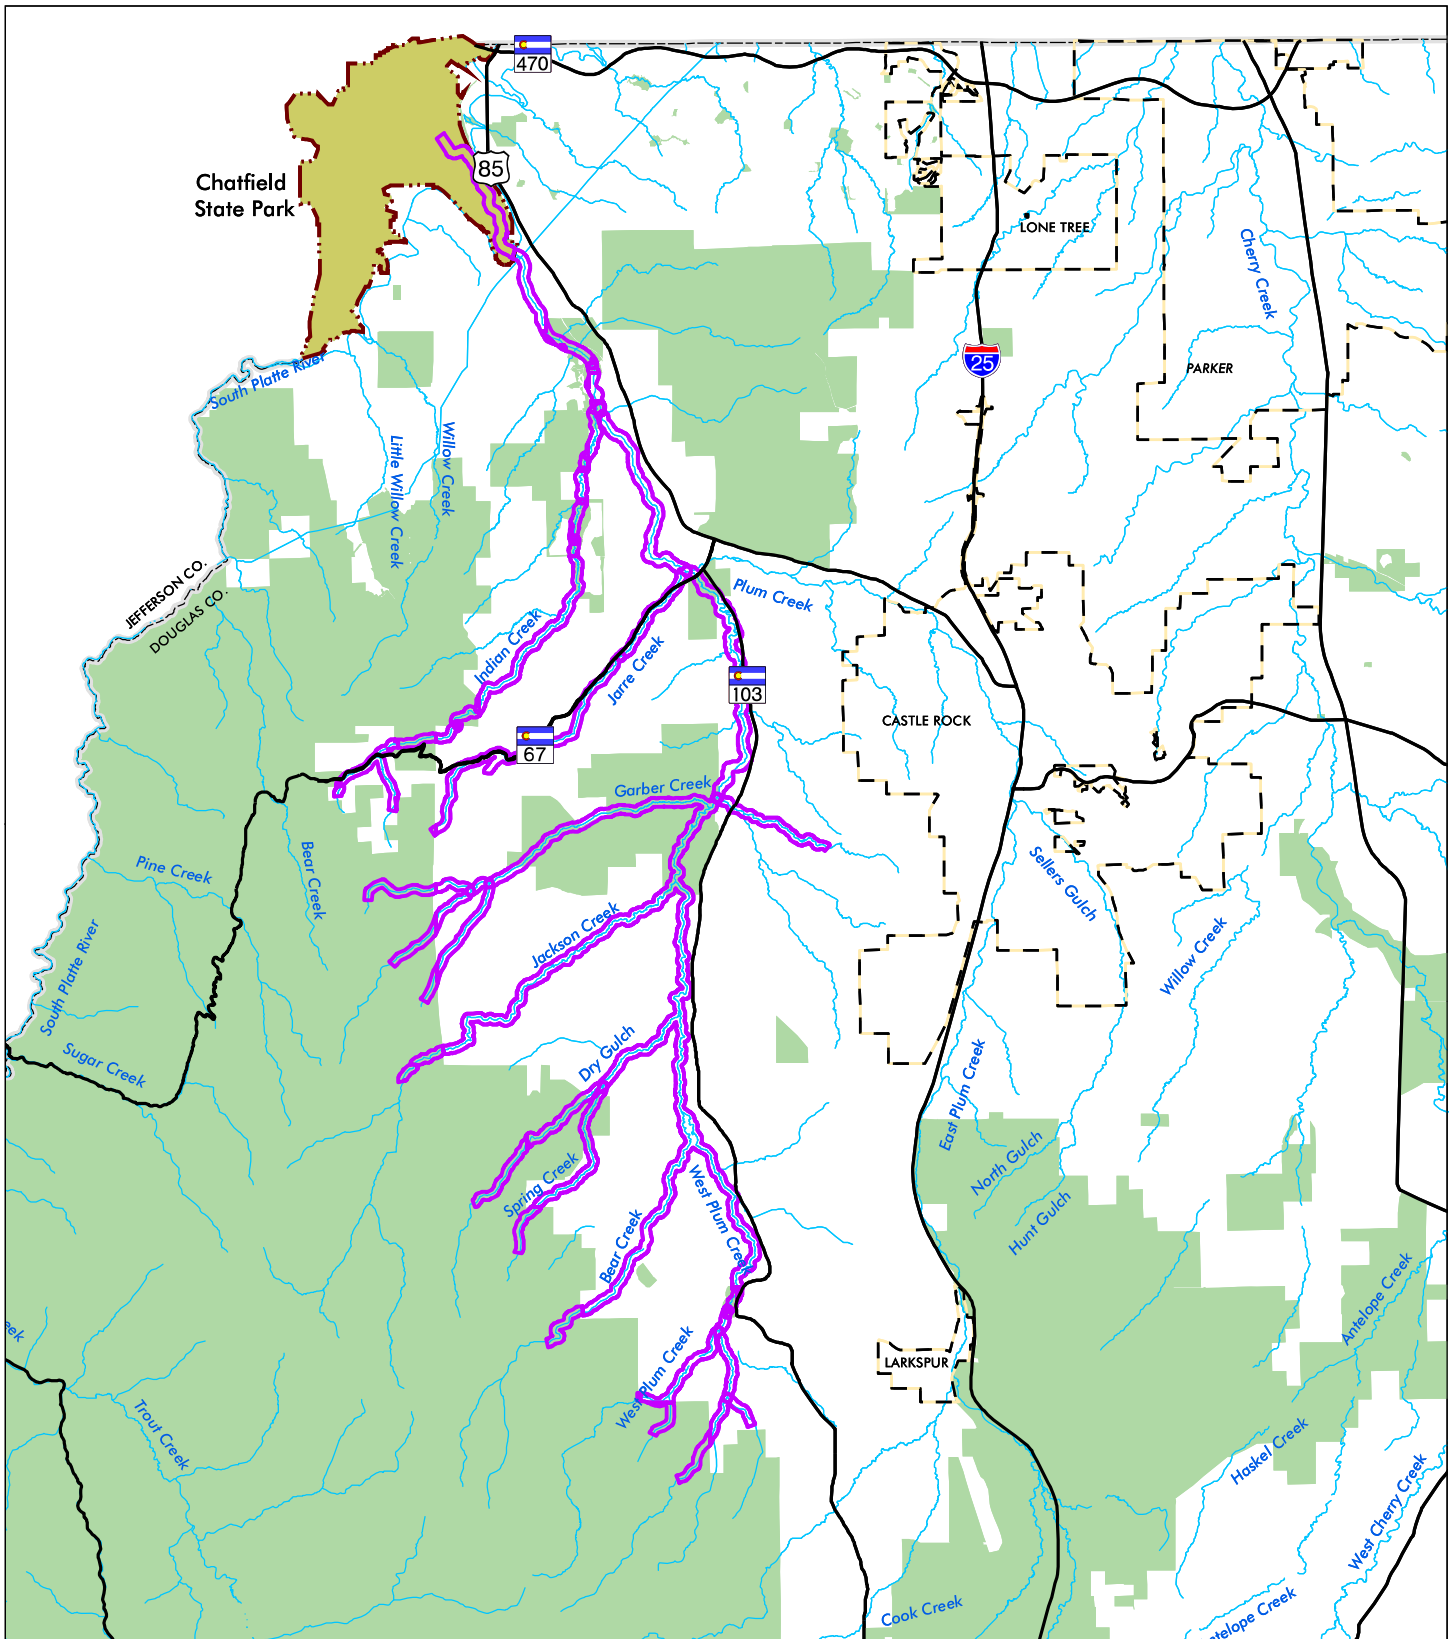 470
85
Chatfield
State Park
LONE TREE
Cherry Creek
25
PARKER
South Platte River
Little Willow Creek
Willow Creek
JEFFERSON CO.
DOUGLAS CO.
Plum Creek
Indian Creek
Jarre Creek
103
CASTLE ROCK
67
Garber Creek
Pine Creek
Bear Creek
Sellers Gulch
Jackson Creek
Willow Creek
South Platte River
Dry Gulch
Sugar Creek
East Plum Creek
North Gulch
Spring Creek
West Plum Creek
Hunt Gulch
Bear Creek
Antelope Creek
eek
West Plum Creek
LARKSPUR
Trout Creek
Haskel Creek
West Cherry Creek
Cook Creek
ntelope Creek